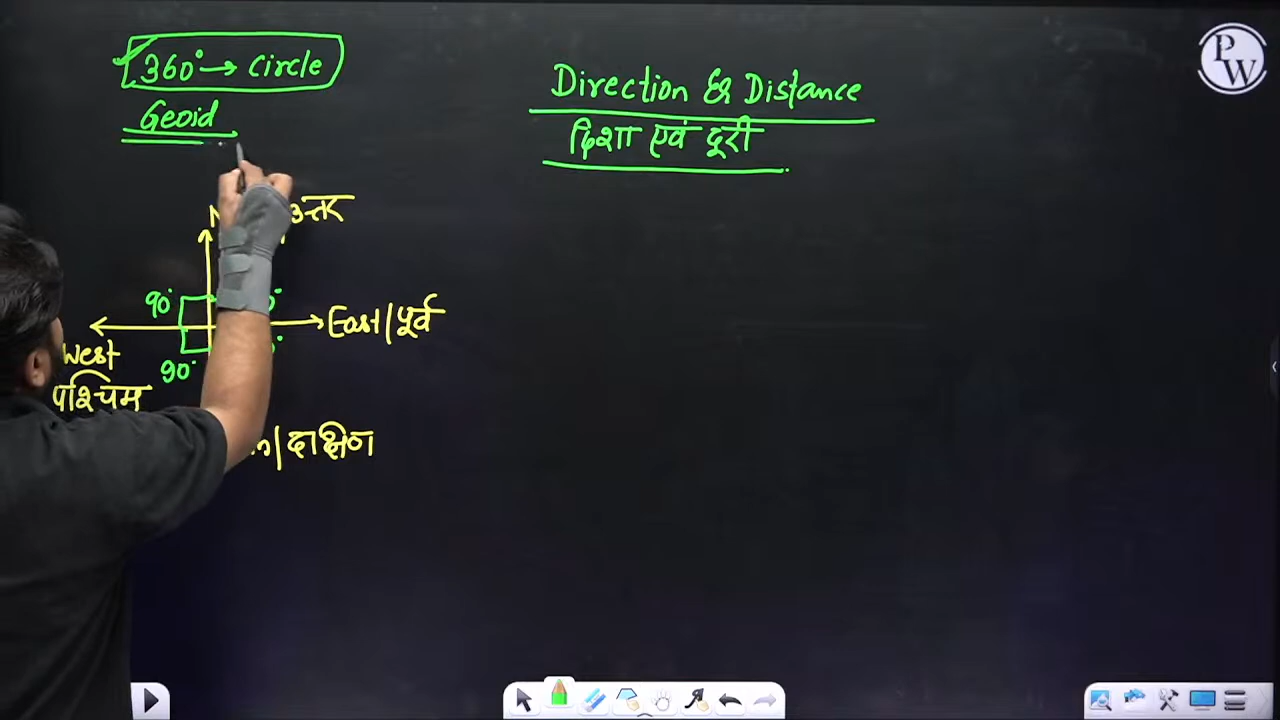 360° → Circle
Geoid
Direction & Distance
दिशा एवं दूरी
उत्तर
90°
East/पूर्व
West
90°
पश्चिम
/दक्षिण
PW